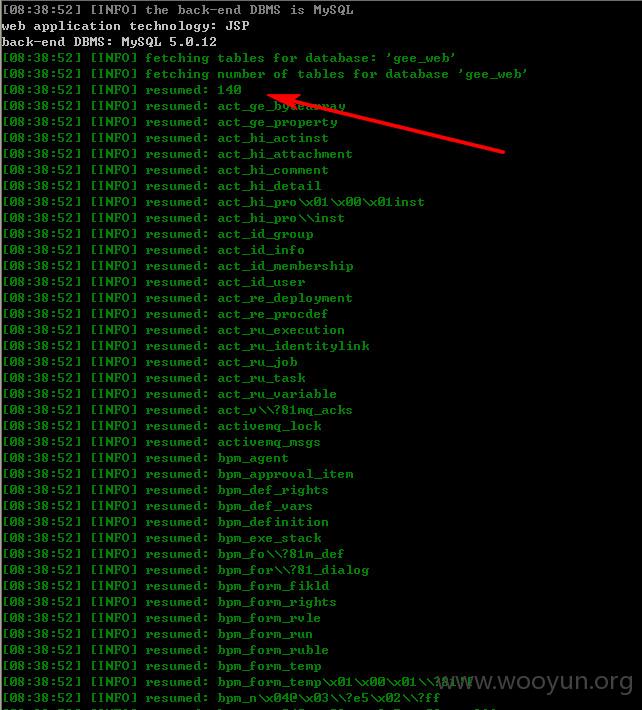 [08:38:52] [INFO] the back-end DBMS is MySQL
web application technology: JSP
back-end DBMS: MySQL 5.0.12
[08:38:52] [INFO] fetching tables for database: 'gee_web'
[08:38:52] [INFO] fetching number of tables for database 'gee_web'
[08:38:52] [INFO] resumed: 140
[08:38:52] [INFO] resumed: act_ge_bytearray
[08:38:52] [INFO] resumed: act_ge_property
[08:38:52] [INFO] resumed: act_hi_actinst
[08:38:52] [INFO] resumed: act_hi_attachment
[08:38:52] [INFO] resumed: act_hi_comment
[08:38:52] [INFO] resumed: act_hi_detail
[08:38:52] [INFO] resumed: act_hi_pro\x01\x00\x01inst
[08:38:52] [INFO] resumed: act_hi_pro\\inst
[08:38:52] [INFO] resumed: act_id_group
[08:38:52] [INFO] resumed: act_id_info
[08:38:52] [INFO] resumed: act_id_membership
[08:38:52] [INFO] resumed: act_id_user
[08:38:52] [INFO] resumed: act_re_deployment
[08:38:52] [INFO] resumed: act_re_procdef
[08:38:52] [INFO] resumed: act_ru_execution
[08:38:52] [INFO] resumed: act_ru_identitylink
[08:38:52] [INFO] resumed: act_ru_job
[08:38:52] [INFO] resumed: act_ru_task
[08:38:52] [INFO] resumed: act_ru_variable
[08:38:52] [INFO] resumed: act_v\\?81mq_acks
[08:38:52] [INFO] resumed: activemq_lock
[08:38:52] [INFO] resumed: activemq_msgs
[08:38:52] [INFO] resumed: bpm_agent
[08:38:52] [INFO] resumed: bpm_approval_item
[08:38:52] [INFO] resumed: bpm_def_rights
[08:38:52] [INFO] resumed: bpm_def_vars
[08:38:52] [INFO] resumed: bpm_definition
[08:38:52] [INFO] resumed: bpm_exe_stack
[08:38:52] [INFO] resumed: bpm_fo\\?81m_def
[08:38:52] [INFO] resumed: bpm_for\\?81_dialog
[08:38:52] [INFO] resumed: bpm_form_fikld
[08:38:52] [INFO] resumed: bpm_form_rights
[08:38:52] [INFO] resumed: bpm_form_rvle
[08:38:52] [INFO] resumed: bpm_form_run
[08:38:52] [INFO] resumed: bpm_form_ruble
[08:38:52] [INFO] resumed: bpm_form_temp
[08:38:52] [INFO] resumed:
[08:38:52] [INFO] resumed: bpm_n\x040\x03\\?e5\x02\\?ff
www.wooyun.org